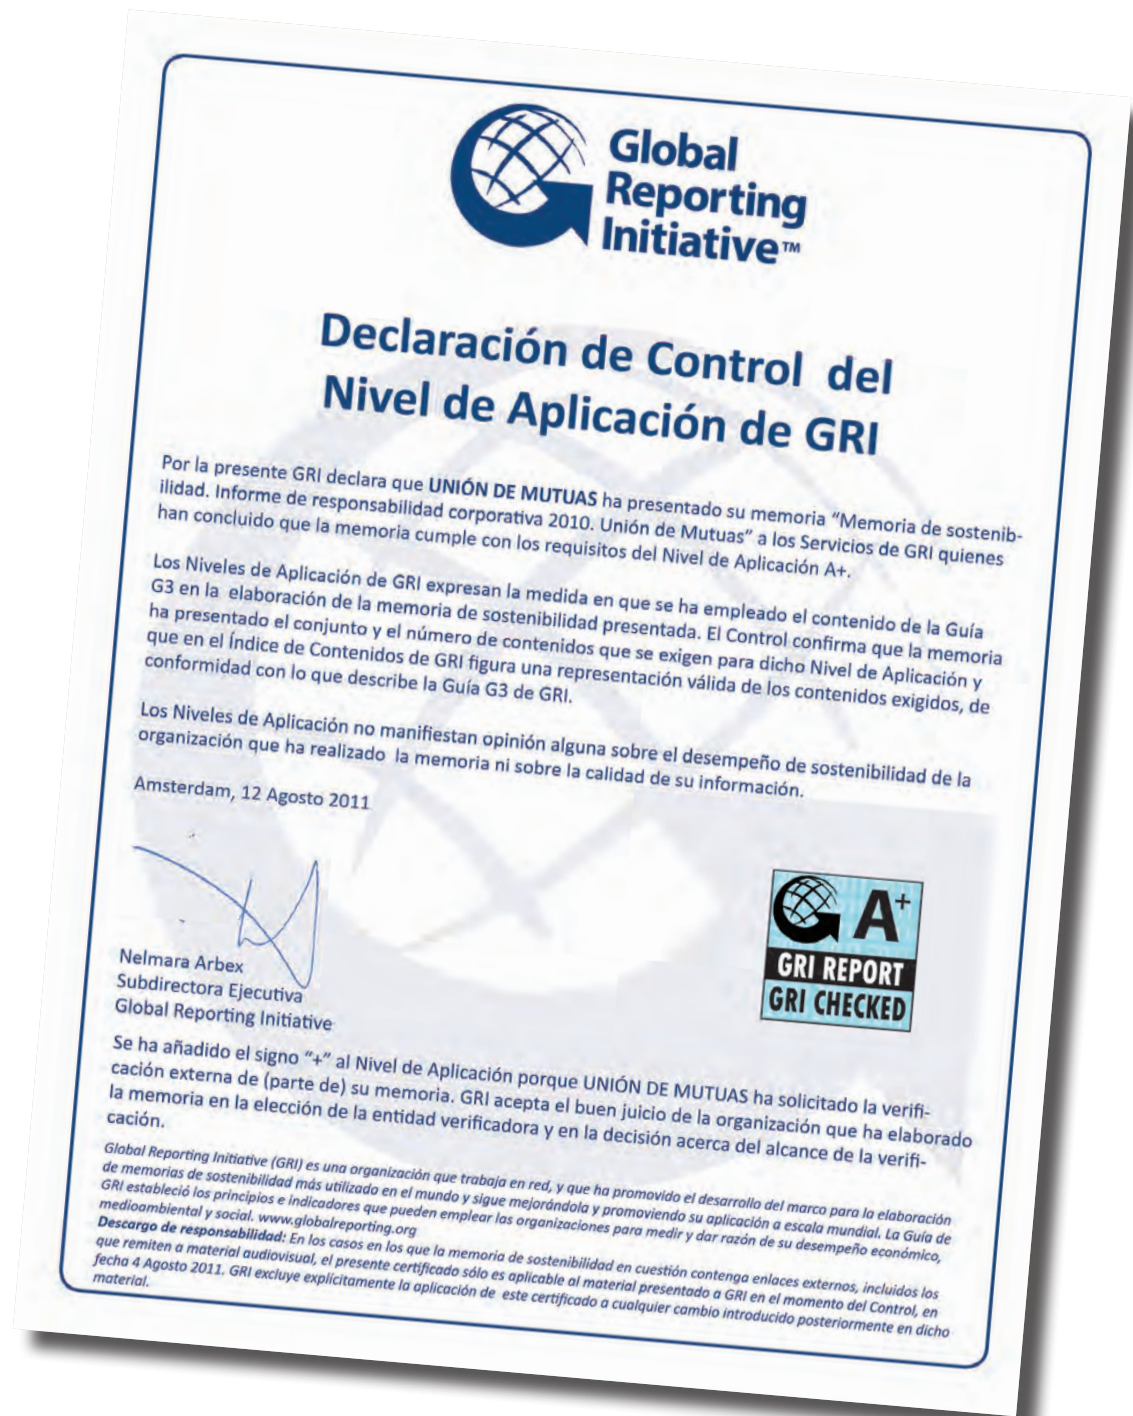 Global
Reporting
Initiative™
Declaración de Control del
Nivel de Aplicación de GRI
Por la presente GRI declara que UNIÓN DE MUTUAS ha presentado su memoria “Memoria de sostenib-
ilidad. Informe de responsabilidad corporativa 2010. Unión de Mutuas” a los Servicios de GRI quienes
han concluido que la memoria cumple con los requisitos del Nivel de Aplicación A+.
Los Niveles de Aplicación de GRI expresan la medida en que se ha empleado el contenido de la Guía
G3 en la elaboración de la memoria de sostenibilidad presentada. El Control confirma que la memoria
ha presentado el conjunto y el número de contenidos que se exigen para dicho Nivel de Aplicación y
que en el Índice de Contenidos de GRI figura una representación válida de los contenidos exigidos, de
conformidad con lo que describe la Guía G3 de GRI.
Los Niveles de Aplicación no manifiestan opinión alguna sobre el desempeño de sostenibilidad de la
organización que ha realizado la memoria ni sobre la calidad de su información.
Amsterdam, 12 Agosto 2011
A+
GRI REPORT
GRI CHECKED
Nelmara Arbex
Subdirectora Ejecutiva
Global Reporting Initiative
Se ha añadido el signo “+” al Nivel de Aplicación porque UNIÓN DE MUTUAS ha solicitado la verifi-
cación externa de (parte de) su memoria. GRI acepta el buen juicio de la organización que ha elaborado
la memoria en la elección de la entidad verificadora y en la decisión acerca del alcance de la verifi-
cación.
Global Reporting Initiative (GRI) es una organización que trabaja en red, y que ha promovido el desarrollo del marco para la elaboración
de memorias de sostenibilidad más utilizado en el mundo y sigue mejorándola y promoviendo su aplicación a escala mundial. La Guía de
GRI estableció los principios e indicadores que pueden emplear las organizaciones para medir y dar razón de su desempeño económico,
medioambiental y social. www.globalreporting.org
Descargo de responsabilidad: En los casos en los que la memoria de sostenibilidad en cuestión contenga enlaces externos, incluidos los
que remiten a material audiovisual, el presente certificado sólo es aplicable al material presentado a GRI en el momento del Control, en
fecha 4 Agosto 2011. GRI excluye explícitamente la aplicación de este certificado a cualquier cambio introducido posteriormente en dicho
material.